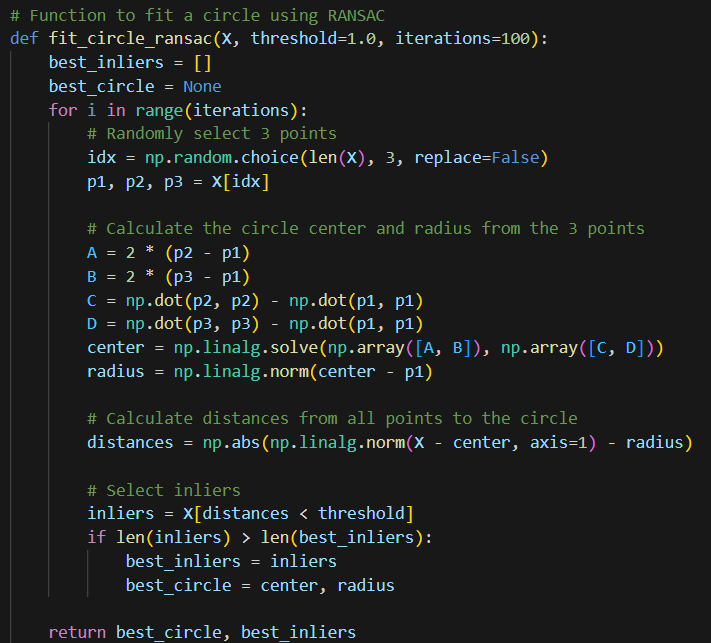 # Function to fit a circle using RANSAC
def fit_circle_ransac(X, threshold=1.0, iterations=100):
    best_inliers = []
    best_circle = None
    for i in range(iterations):
        # Randomly select 3 points
        idx = np.random.choice(len(X), 3, replace=False)
        p1, p2, p3 = X[idx]

        # Calculate the circle center and radius from the 3 points
        A = 2 * (p2 - p1)
        B = 2 * (p3 - p1)
        C = np.dot(p2, p2) - np.dot(p1, p1)
        D = np.dot(p3, p3) - np.dot(p1, p1)
        center = np.linalg.solve(np.array([A, B]), np.array([C, D]))
        radius = np.linalg.norm(center - p1)

        # Calculate distances from all points to the circle
        distances = np.abs(np.linalg.norm(X - center, axis=1) - radius)

        # Select inliers
        inliers = X[distances < threshold]
        if len(inliers) > len(best_inliers):
            best_inliers = inliers
            best_circle = center, radius

    return best_circle, best_inliers